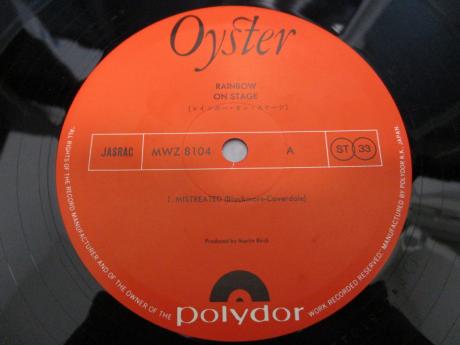 Oyster
RAINBOW
ON STAGE
[レインボー・オン・ステージ]
JASRAC MWZ 8104 A ST 33
1. MISTREATED (Blackmore-Coverdale)
Produced by Martin Birch
"ALL RIGHTS OF THE RECORD MANUFACTURER AND OF THE OWNER OF THE WORK RECORDED RESERVED." MANUFACTURED BY POLYDOR K.K. JAPAN.
polydor